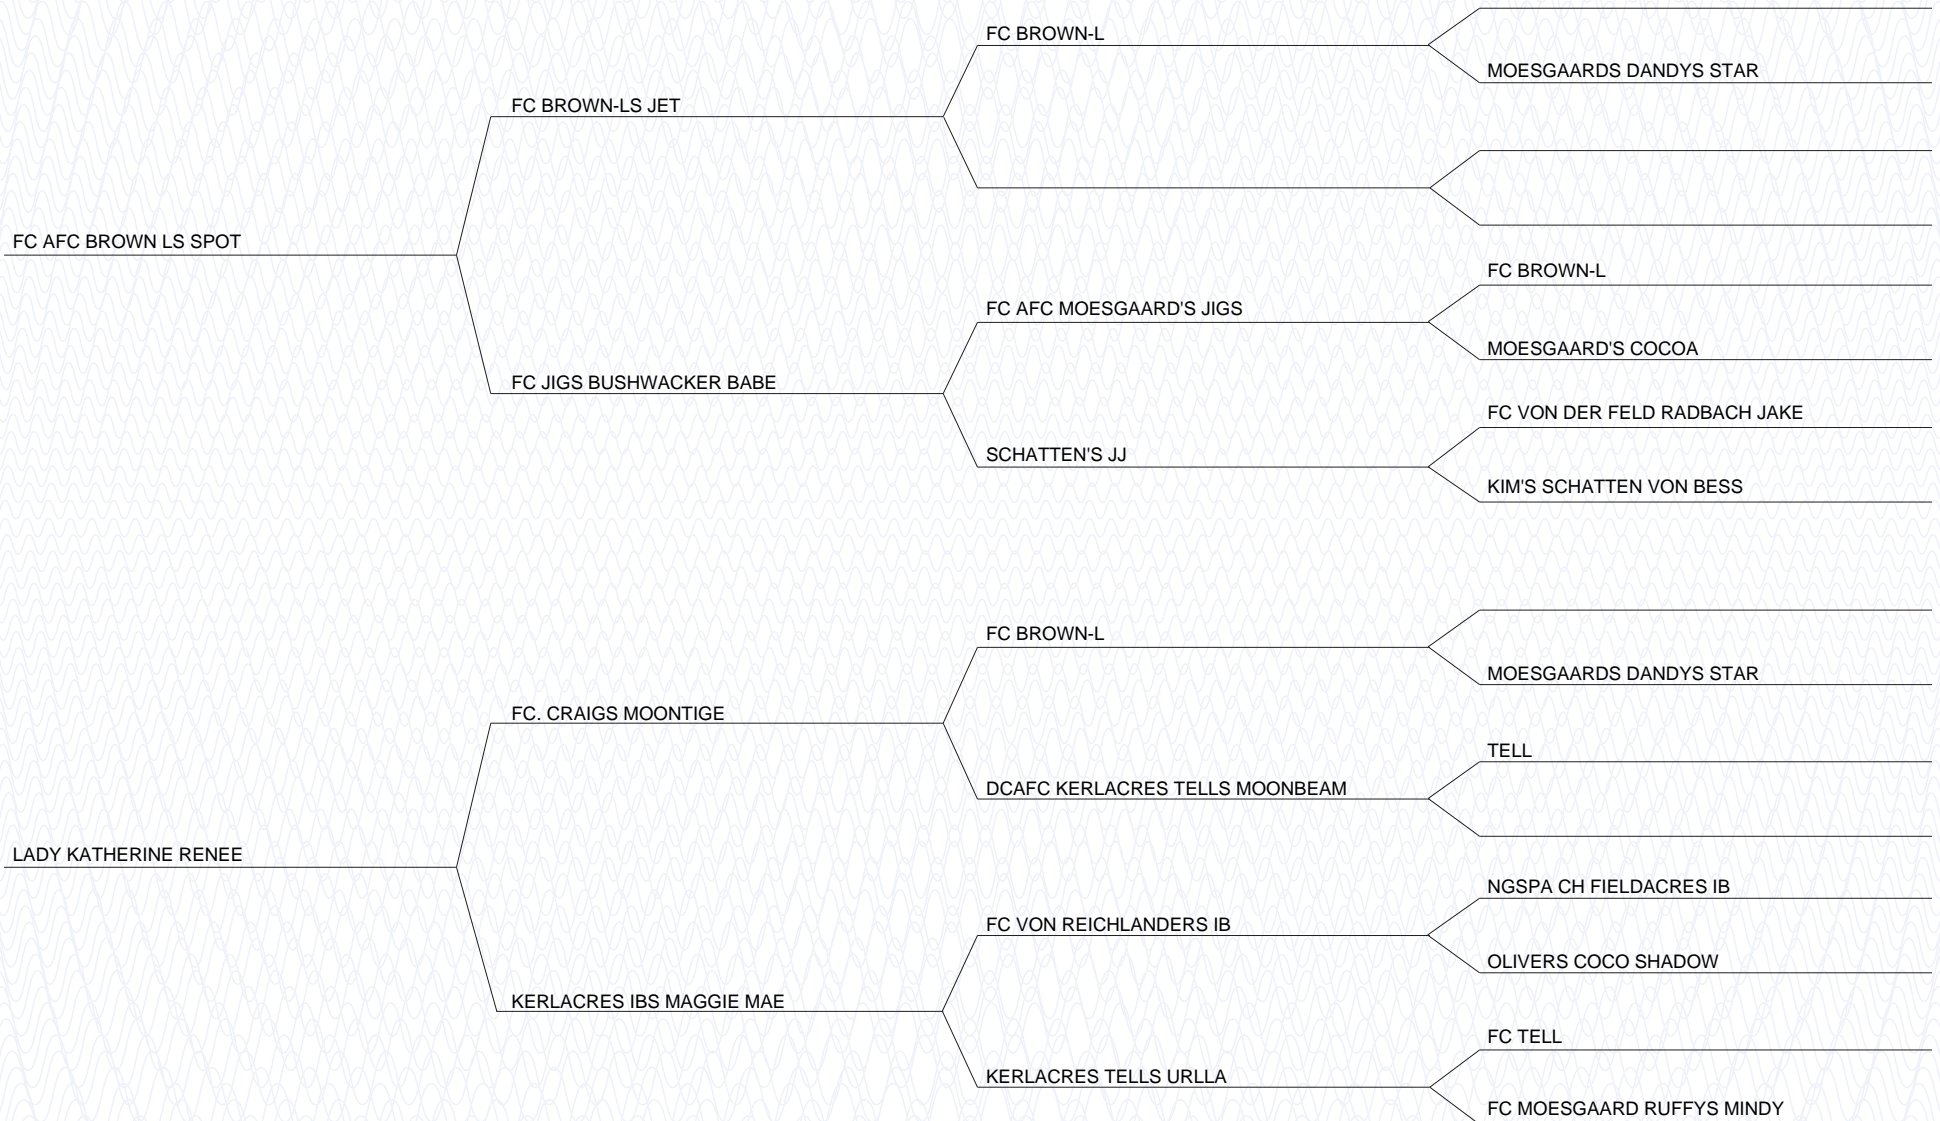 FC BROWN-L
MOESGAARDS DANDYS STAR
FC BROWN-LS JET
FC AFC BROWN LS SPOT
FC BROWN-L
FC AFC MOESGAARD'S JIGS
MOESGAARD'S COCOA
FC JIGS BUSHWACKER BABE
FC VON DER FELD RADBACH JAKE
SCHATTEN'S JJ
KIM'S SCHATTEN VON BESS
FC BROWN-L
MOESGAARDS DANDYS STAR
FC. CRAIGS MOONTIGE
TELL
DCAFC KERLACRES TELLS MOONBEAM
LADY KATHERINE RENEE
NGSPA CH FIELDACRES IB
FC VON REICHLANDERS IB
OLIVERS COCO SHADOW
KERLACRES IBS MAGGIE MAE
FC TELL
KERLACRES TELLS URLLA
FC MOESGAARD RUFFYS MINDY